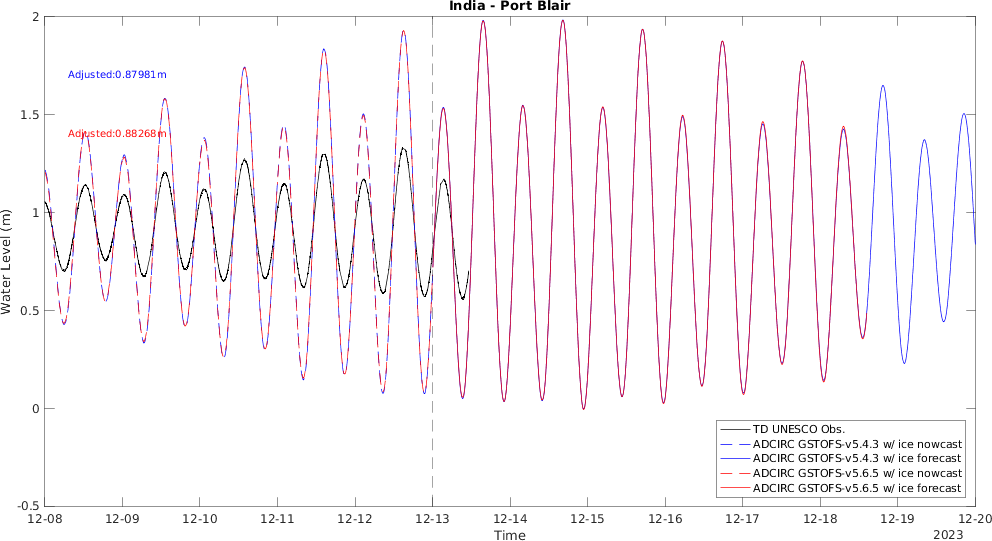 India - Port Blair
2
1.5
1
0.5
0
-0.5
Water Level (m)
Adjusted:0.87981m
Adjusted:0.88268m
TD UNESCO Obs.
ADCIRC GSTOFS-v5.4.3 w/ ice nowcast
ADCIRC GSTOFS-v5.4.3 w/ ice forecast
ADCIRC GSTOFS-v5.6.5 w/ ice nowcast
ADCIRC GSTOFS-v5.6.5 w/ ice forecast
12-08 12-09 12-10 12-11 12-12 12-13 12-14 12-15 12-16 12-17 12-18 12-19 12-20
Time
2023